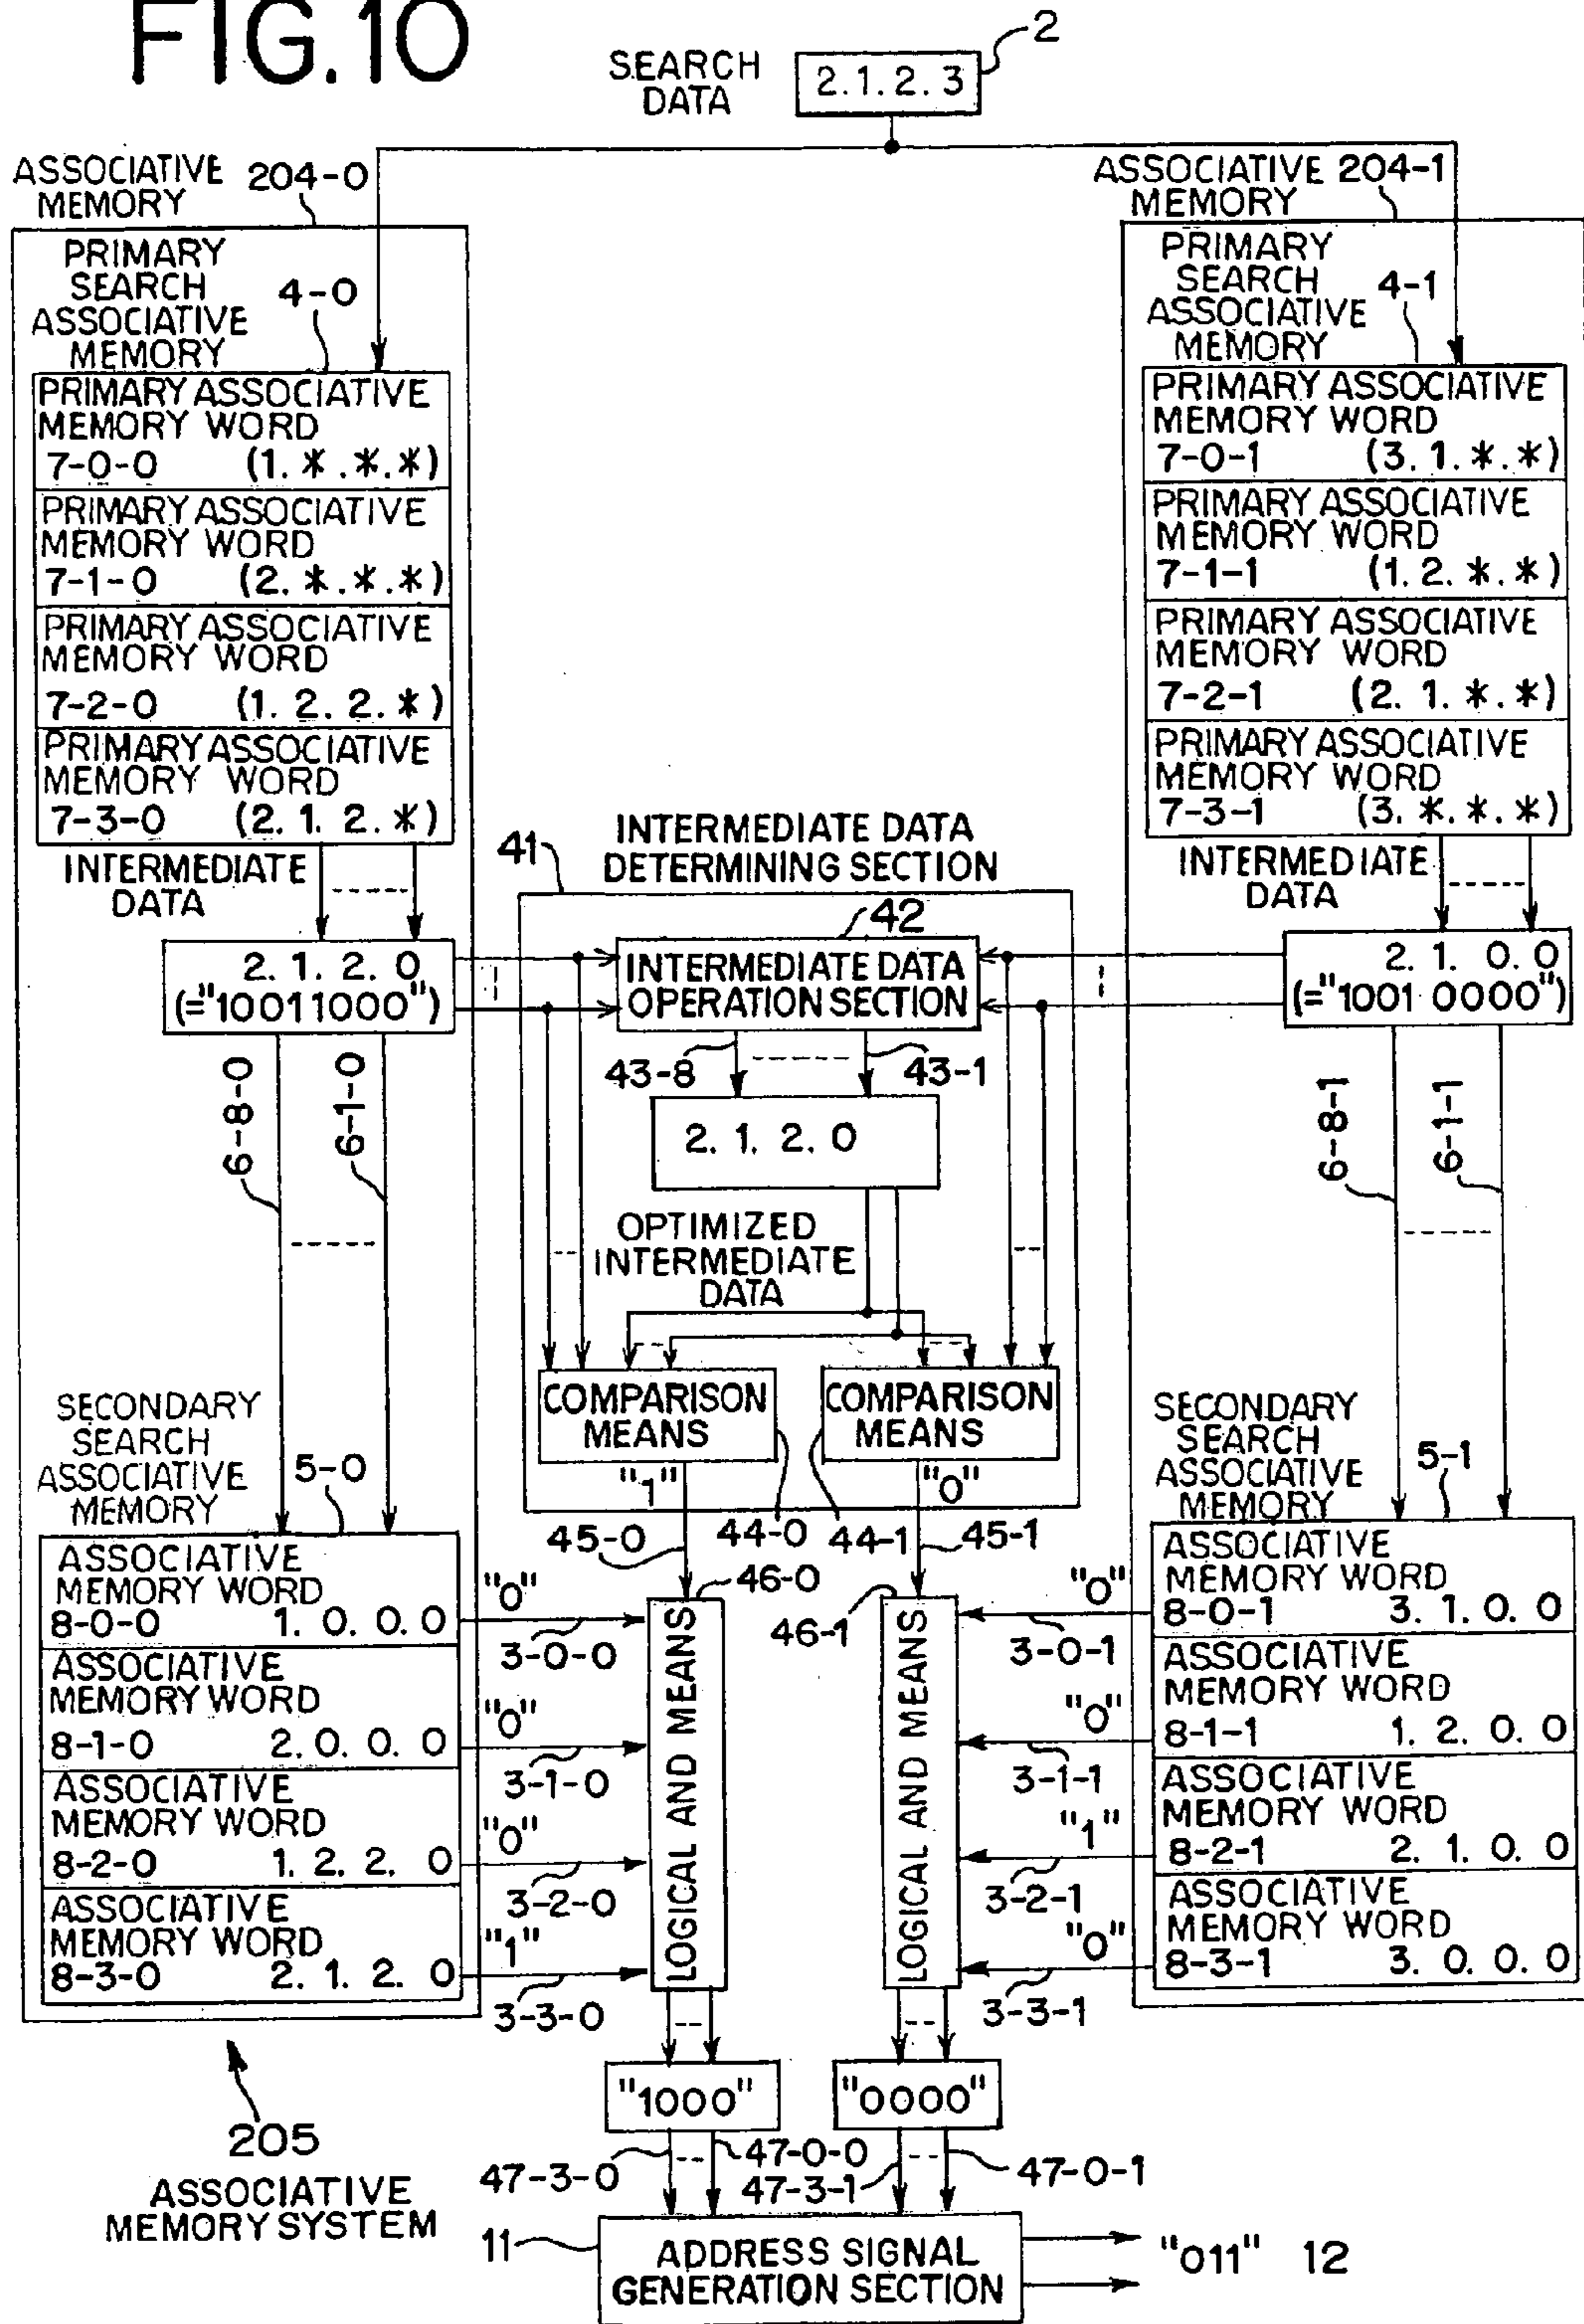 FIG.10
SEARCH
DATA
2.1.2.3
2
ASSOCIATIVE
MEMORY
204-0
PRIMARY
SEARCH
ASSOCIATIVE
MEMORY
4-0
PRIMARY ASSOCIATIVE
MEMORY WORD
7-0-0 (1.*.*.*)
PRIMARY ASSOCIATIVE
MEMORY WORD
7-1-0 (2.*.*.*)
PRIMARY ASSOCIATIVE
MEMORY WORD
7-2-0 (1.2.2.*)
PRIMARY ASSOCIATIVE
MEMORY WORD
7-3-0 (2.1.2.*)
INTERMEDIATE
DATA
2.1.2.0
(="10011000")
6-8-0
6-1-0
SECONDARY
SEARCH
ASSOCIATIVE
MEMORY
5-0
ASSOCIATIVE
MEMORY WORD
8-0-0 1.0.0.0
ASSOCIATIVE
MEMORY WORD
8-1-0 2.0.0.0
ASSOCIATIVE
MEMORY WORD
8-2-0 1.2.2.0
ASSOCIATIVE
MEMORY WORD
8-3-0 2.1.2.0
205
ASSOCIATIVE
MEMORY SYSTEM
41
INTERMEDIATE DATA
DETERMINING SECTION
42
INTERMEDIATE DATA
OPERATION SECTION
43-8
43-1
2.1.2.0
OPTIMIZED
INTERMEDIATE
DATA
COMPARISON
MEANS
COMPARISON
MEANS
"1"
"0"
45-0
44-0
44-1
45-1
46-0
46-1
"0"
3-0-0
"0"
3-1-0
"0"
3-2-0
"1"
3-3-0
LOGICAL AND MEANS
LOGICAL AND MEANS
"0"
3-0-1
"0"
3-1-1
"1"
3-2-1
"0"
3-3-1
"1000"
"0000"
47-3-0
47-0-0
47-3-1
47-0-1
11
ADDRESS SIGNAL
GENERATION SECTION
"011" 12
ASSOCIATIVE
MEMORY
204-1
PRIMARY
SEARCH
ASSOCIATIVE
MEMORY
4-1
PRIMARY ASSOCIATIVE
MEMORY WORD
7-0-1 (3.1.*.*)
PRIMARY ASSOCIATIVE
MEMORY WORD
7-1-1 (1.2.*.*)
PRIMARY ASSOCIATIVE
MEMORY WORD
7-2-1 (2.1.*.*)
PRIMARY ASSOCIATIVE
MEMORY WORD
7-3-1 (3.*.*.*)
INTERMEDIATE
DATA
2.1.0.0
(="1001 0000")
6-8-1
6-1-1
SECONDARY
SEARCH
ASSOCIATIVE
MEMORY
5-1
ASSOCIATIVE
MEMORY WORD
8-0-1 3.1.0.0
ASSOCIATIVE
MEMORY WORD
8-1-1 1.2.0.0
ASSOCIATIVE
MEMORY WORD
8-2-1 2.1.0.0
ASSOCIATIVE
MEMORY WORD
8-3-1 3.0.0.0